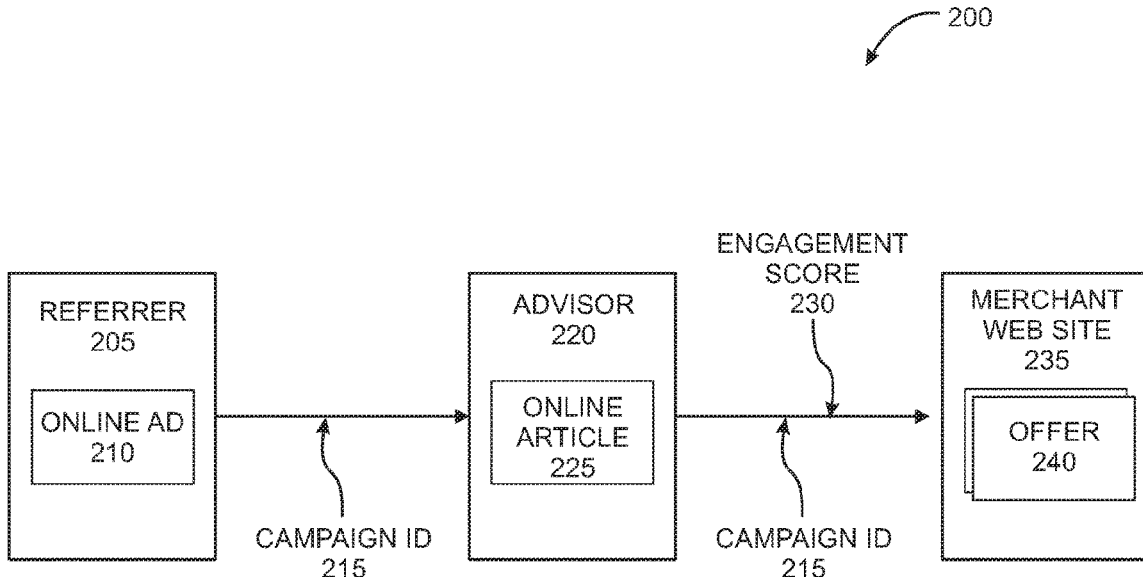 200
REFERRER
205
ONLINE AD
210
CAMPAIGN ID
215
ADVISOR
220
ONLINE
ARTICLE
225
ENGAGEMENT
SCORE
230
CAMPAIGN ID
215
MERCHANT
WEB SITE
235
OFFER
240